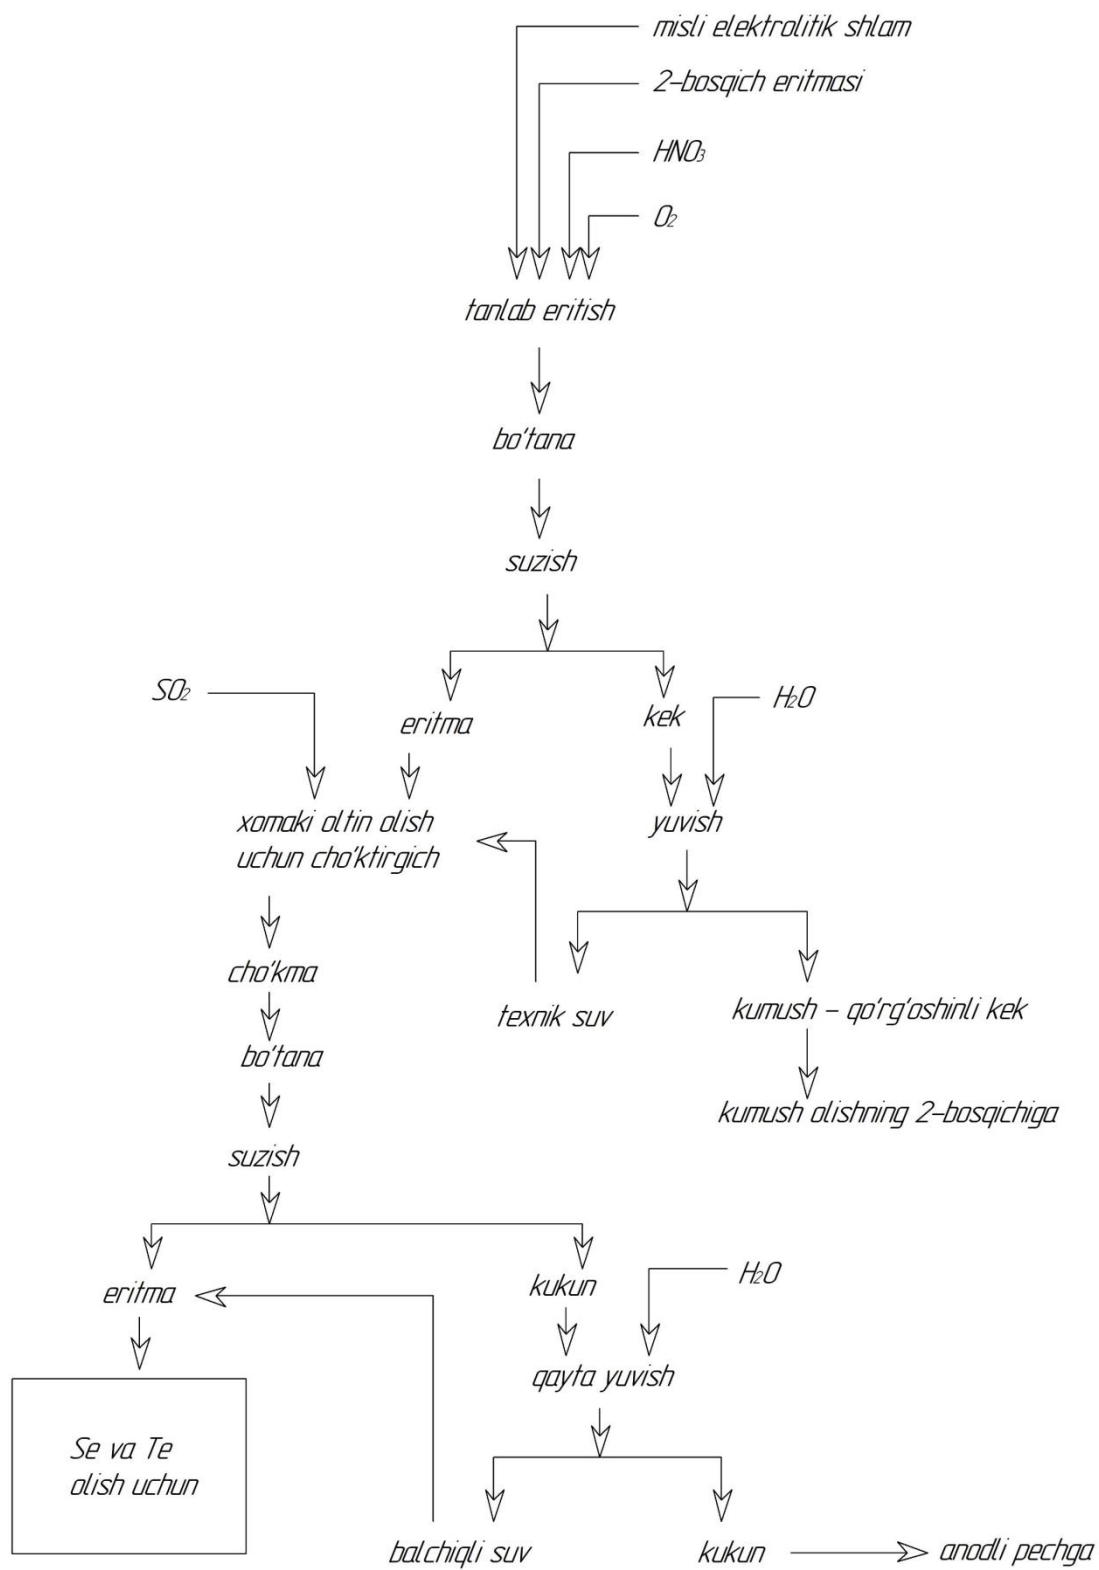 misli elektrolitik shlam
2-bosqich eritmasi
HNO₃
O₂
tanlab eritish
bo'tana
suzish
SO₂
eritma
kek
H₂O
xomaki oltin olish
uchun cho'ktirgich
yuvish
cho'kma
texnik suv
kumush - qo'rg'oshinli kek
bo'tana
kumush olishning 2-bosqichiga
suzish
eritma
kukun
H₂O
qayta yuvish
Se va Te
olish uchun
balchiqli suv
kukun
anodli pechga